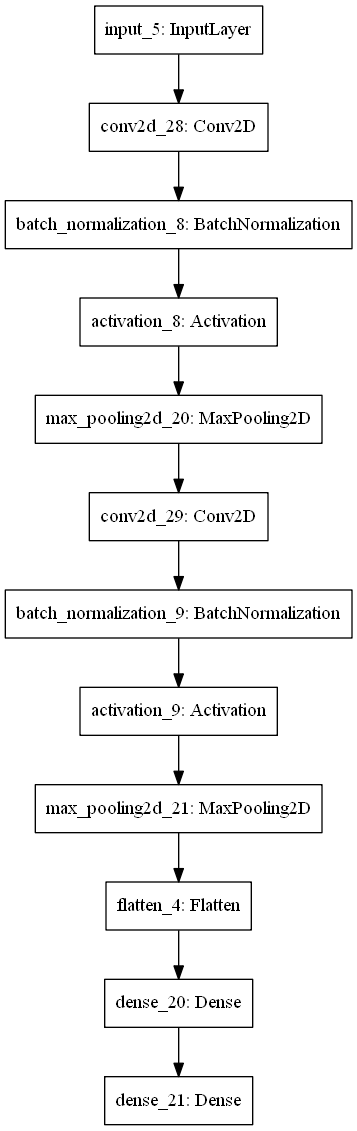 input_5: InputLayer
conv2d_28: Conv2D
batch_normalization_8: BatchNormalization
activation_8: Activation
max_pooling2d_20: MaxPooling2D
conv2d_29: Conv2D
batch_normalization_9: BatchNormalization
activation_9: Activation
max_pooling2d_21: MaxPooling2D
flatten_4: Flatten
dense_20: Dense
dense_21: Dense